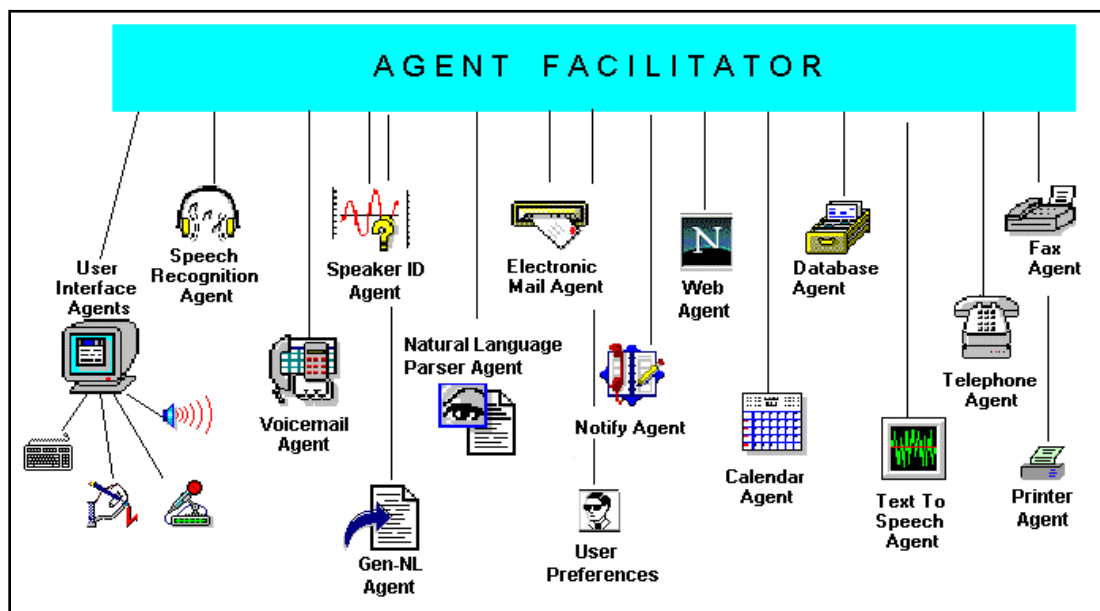 AGENT FACILITATOR
User
Interface
Agents
Speech
Recognition
Agent
Speaker ID
Agent
Electronic
Mail Agent
N
Web
Agent
Database
Agent
Fax
Agent
Voicemail
Agent
Natural Language
Parser Agent
Notify Agent
Calendar
Agent
Telephone
Agent
Gen-NL
Agent
User
Preferences
Text To
Speech
Agent
Printer
Agent